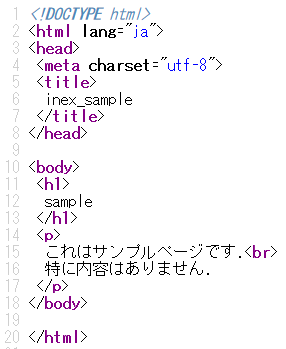 1 <!DOCTYPE html>
2 <html lang="ja">
3 <head>
4 <meta charset="utf-8">
5 <title>
6 inex_sample
7 </title>
8 </head>
9
10 <body>
11 <h1>
12 sample
13 </h1>
14 <p>
15 これはサンプルページです.<br>
16 特に内容はありません.
17 </p>
18 </body>
19
20 </html>